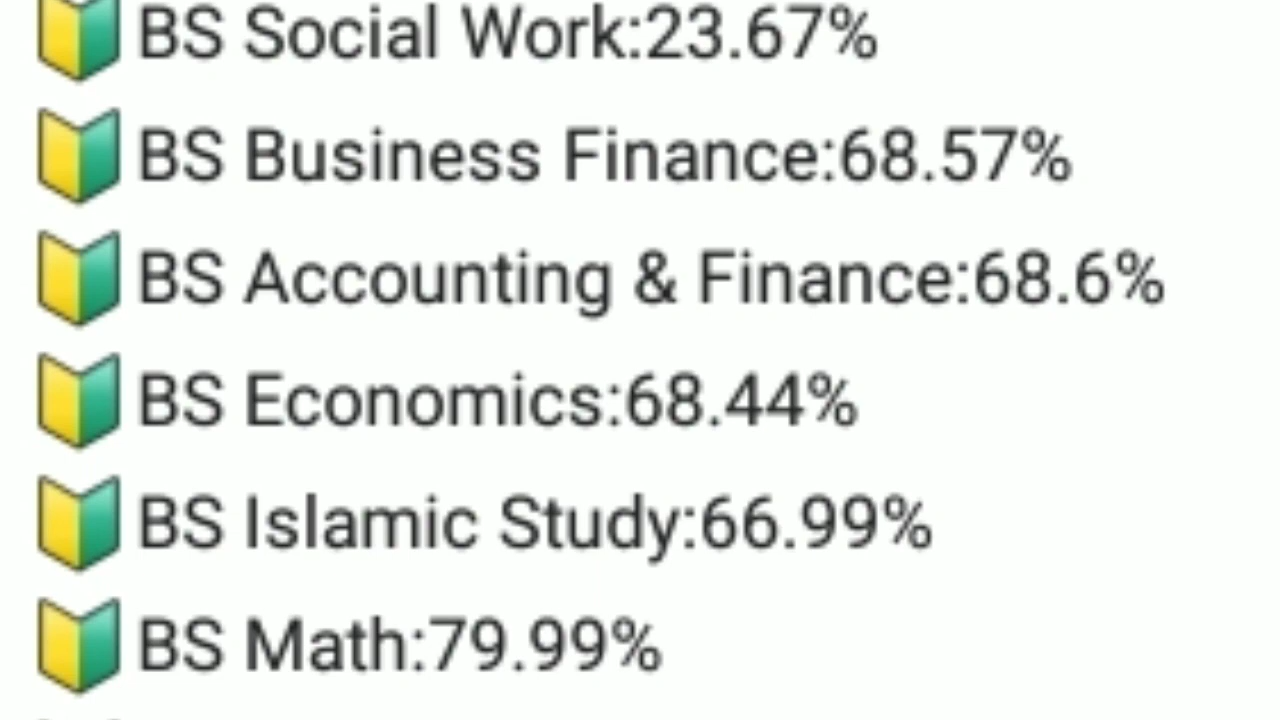 🔰 BS Social Work:23.67%
🔰 BS Business Finance:68.57%
🔰 BS Accounting & Finance:68.6%
🔰 BS Economics:68.44%
🔰 BS Islamic Study:66.99%
🔰 BS Math:79.99%